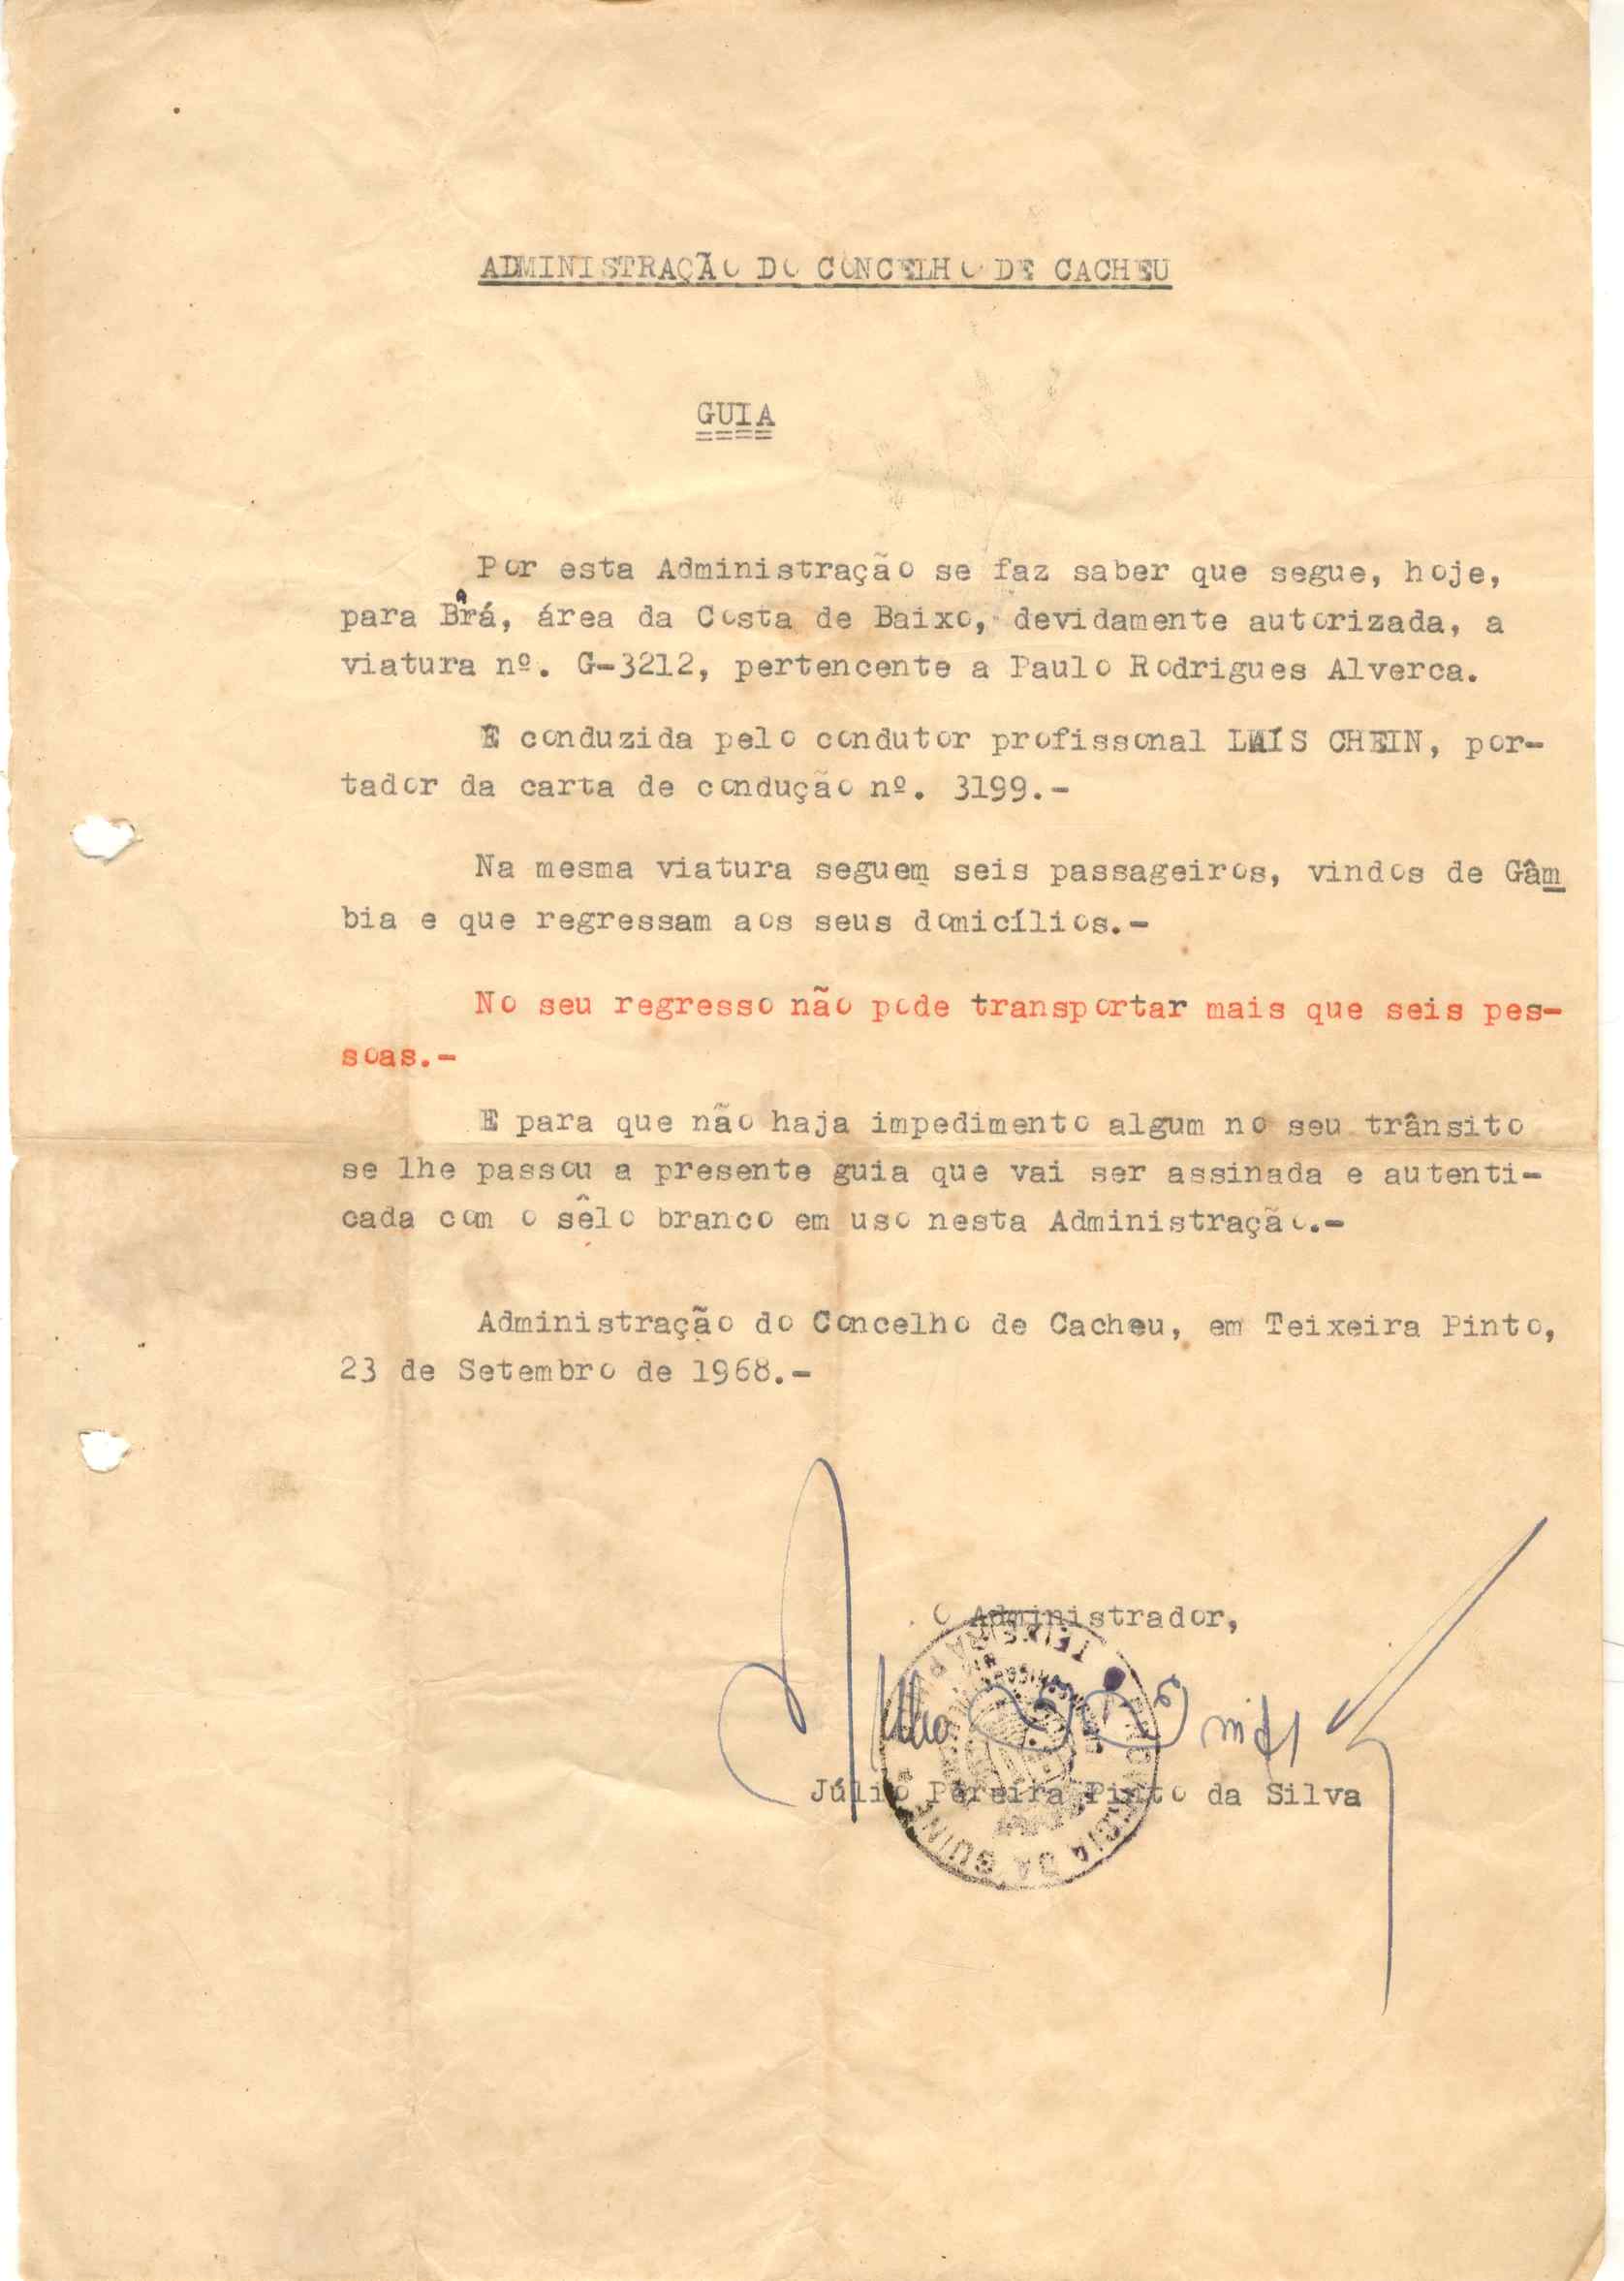 ADMINISTRAÇÃO DO CONCELHO DE CACHEU
GUIA
Por esta Administração se faz saber que segue, hoje,
para Bará, área da Costa de Baixo, devidamente autorizada, a
viatura nº. G-3212, pertencente a Paulo Rodrigues Alverca.
E conduzida pelo condutor profissonal LUÍS CHEIN, por-
tador da carta de condução nº. 3199.-
Na mesma viatura seguem seis passageiros, vindos de Gâm
bia e que regressam aos seus domicílios.-
No seu regresso não pode transportar mais que seis pes-
soas.-
E para que não haja impedimento algum no seu trânsito
se lhe passou a presente guia que vai ser assinada e autenti-
cada com o sêlo branco em uso nesta Administração.-
Administração do Concelho de Cacheu, em Teixeira Pinto,
23 de Setembro de 1968.-
O Administrador,
Júlio Pereira Pinto da Silva